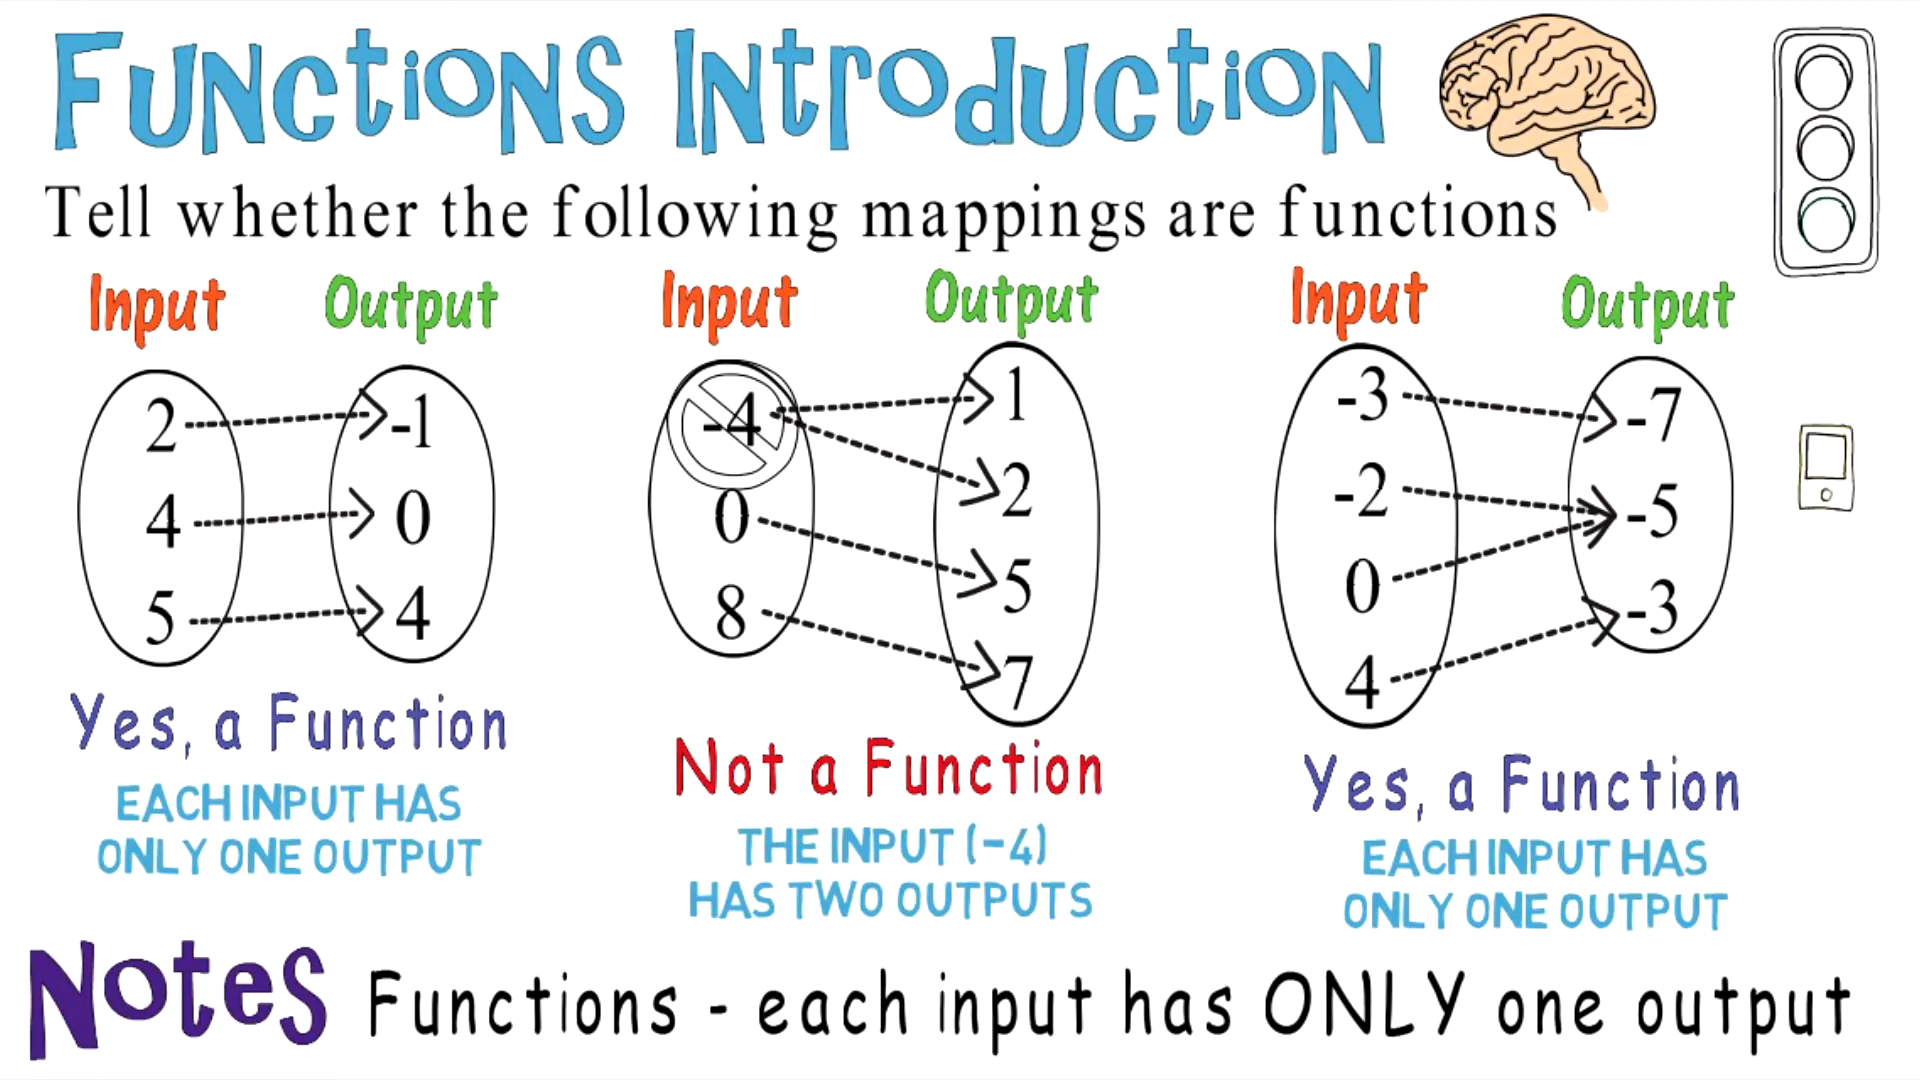 Functions Introduction
Tell whether the following mappings are functions
Input Output
2 -1
4 0
5 4
Yes, a Function
EACH INPUT HAS
ONLY ONE OUTPUT
Input Output
-4 1
0 2
8 5
7
Not a Function
THE INPUT (-4)
HAS TWO OUTPUTS
Input Output
-3 -7
-2 -5
0 -3
4
Yes, a Function
EACH INPUT HAS
ONLY ONE OUTPUT
Notes Functions - each input has ONLY one output